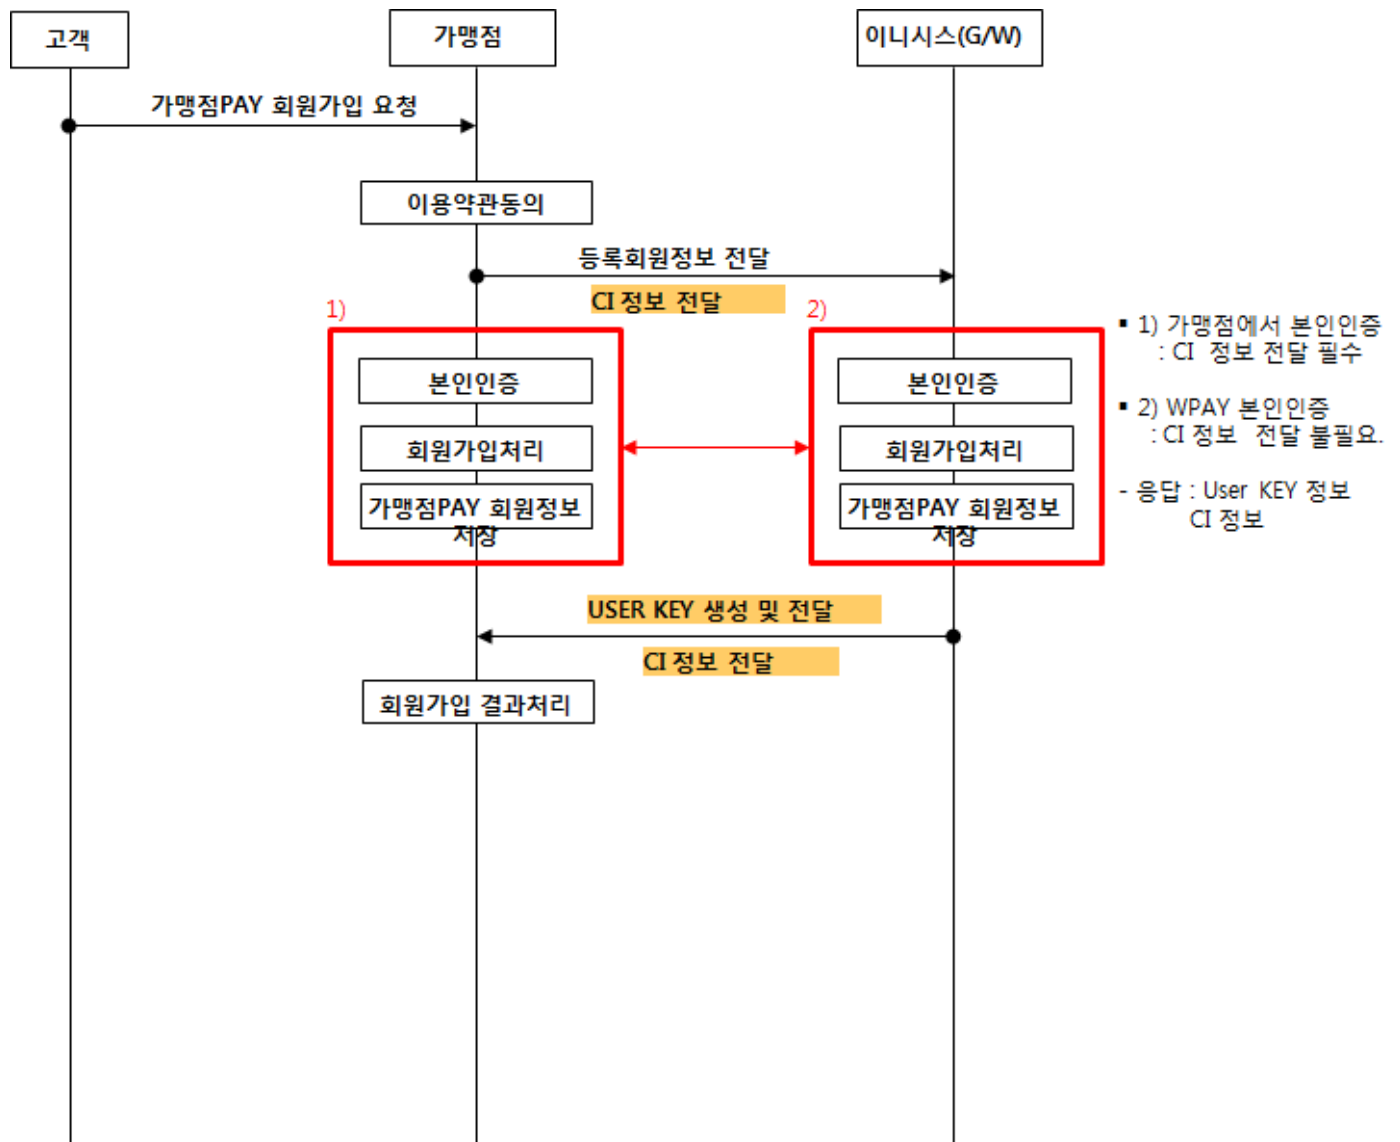 고객
가맹점
이니시스(G/W)
가맹점PAY 회원가입 요청
이용약관동의
등록회원정보 전달
CI 정보 전달
1)
2)
본인인증
회원가입처리
가맹점PAY 회원정보
저장
본인인증
회원가입처리
가맹점PAY 회원정보
저장
▪ 1) 가맹점에서 본인인증
: CI 정보 전달 필수
▪ 2) WPAY 본인인증
: CI 정보 전달 불필요.
- 응답 : User KEY 정보
CI 정보
USER KEY 생성 및 전달
CI 정보 전달
회원가입 결과처리